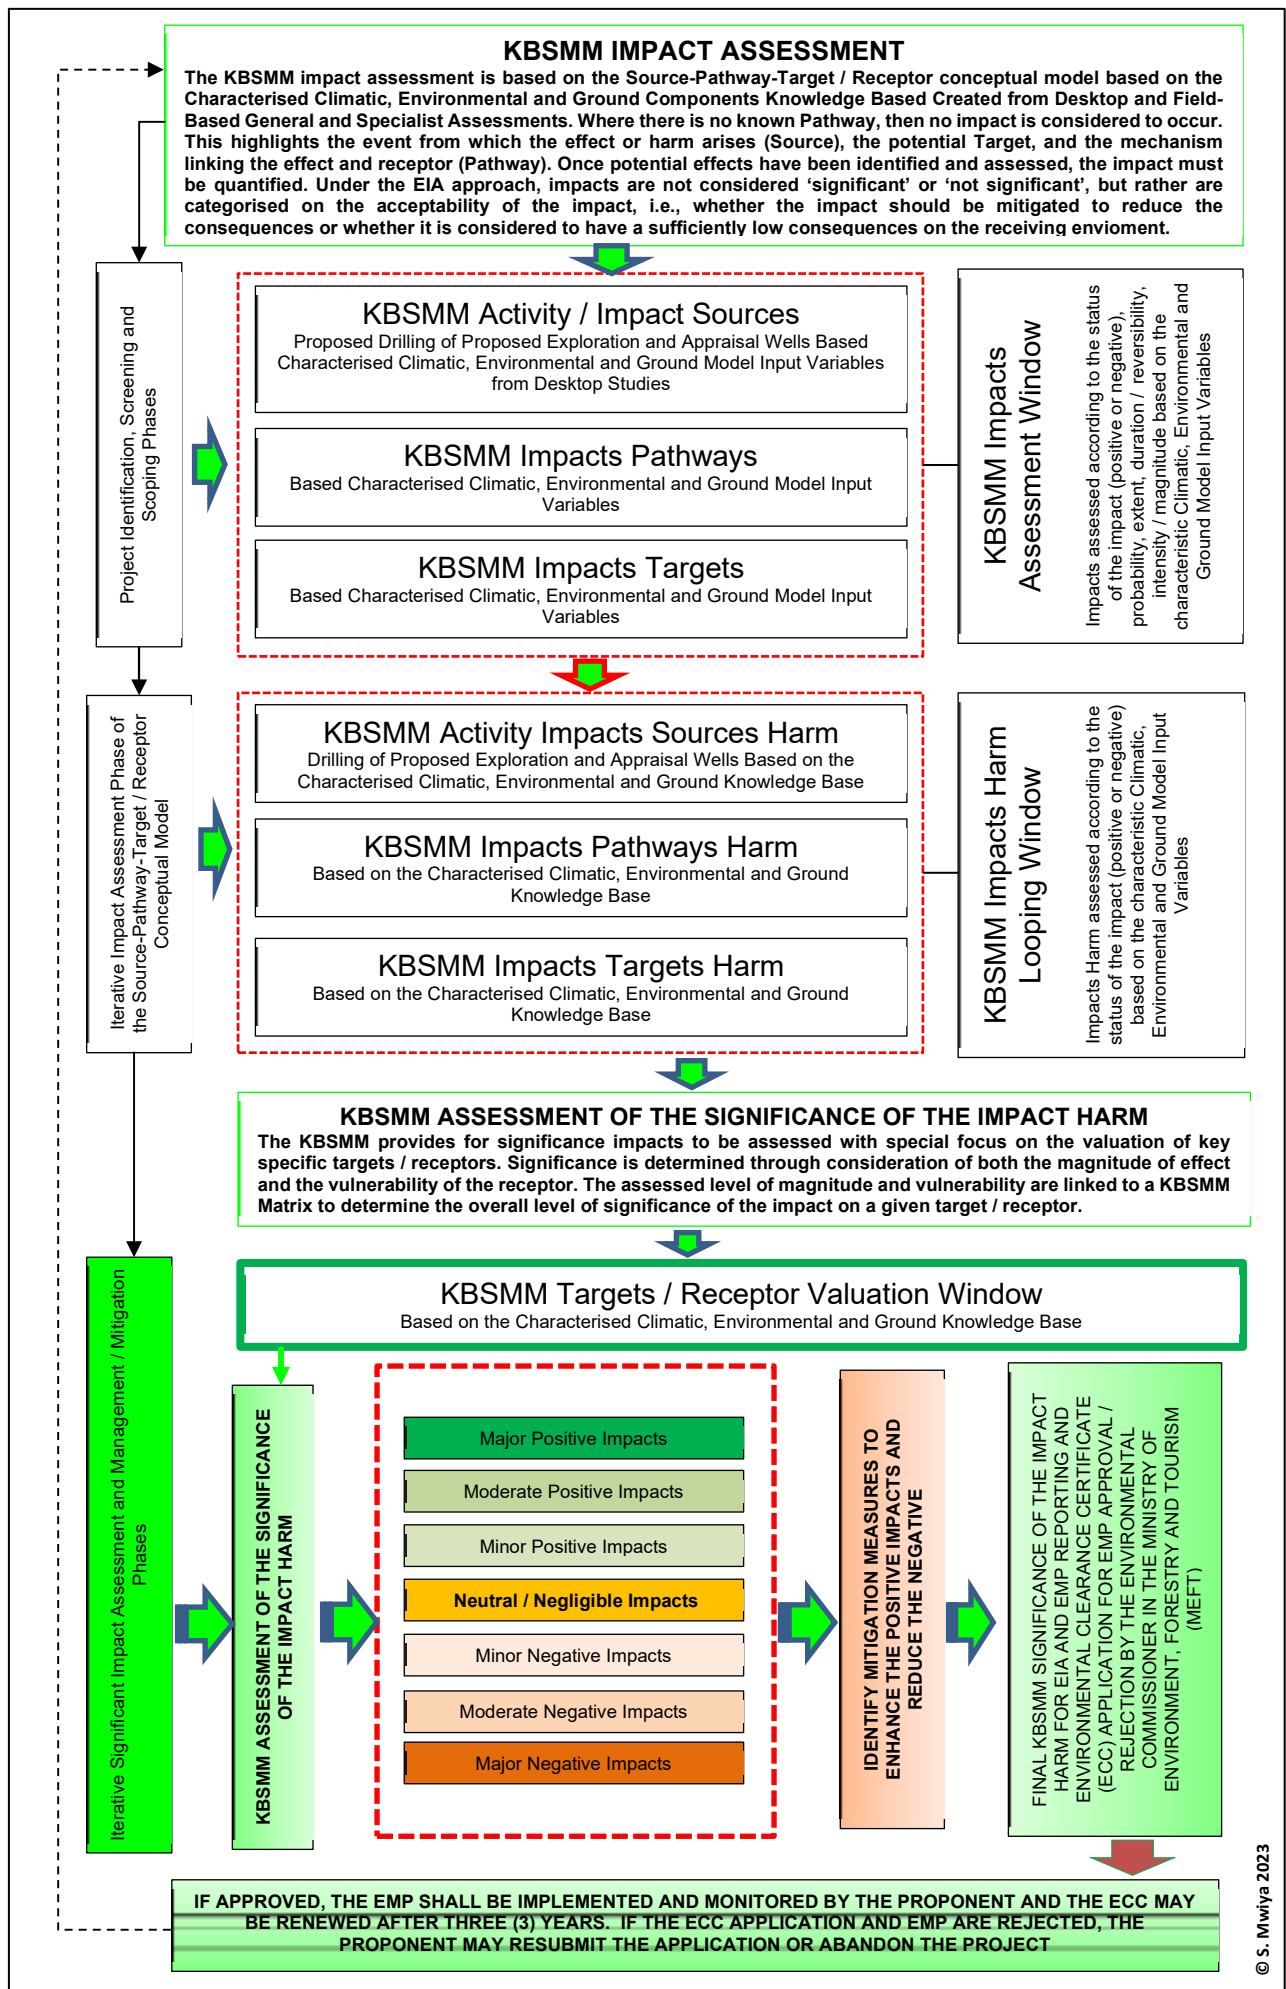 KBSMM IMPACT ASSESSMENT
The KBSMM impact assessment is based on the Source-Pathway-Target / Receptor conceptual model based on the
Characterised Climatic, Environmental and Ground Components Knowledge Based Created from Desktop and Field-
Based General and Specialist Assessments. Where there is no known Pathway, then no impact is considered to occur.
This highlights the event from which the effect or harm arises (Source), the potential Target, and the mechanism
linking the effect and receptor (Pathway). Once potential effects have been identified and assessed, the impact must
be quantified. Under the EIA approach, impacts are not considered ‘significant’ or ‘not significant’, but rather are
categorised on the acceptability of the impact, i.e., whether the impact should be mitigated to reduce the
consequences or whether it is considered to have a sufficiently low consequences on the receiving envioment.
Project Identification, Screening and
Scoping Phases
KBSMM Activity / Impact Sources
Proposed Drilling of Proposed Exploration and Appraisal Wells Based
Characterised Climatic, Environmental and Ground Model Input Variables
from Desktop Studies
KBSMM Impacts Pathways
Based Characterised Climatic, Environmental and Ground Model Input
Variables
KBSMM Impacts Targets
Based Characterised Climatic, Environmental and Ground Model Input
Variables
KBSMM Impacts
Assessment Window
Impacts assessed according to the status
of the impact (positive or negative),
probability, extent, duration / reversibility,
intensity / magnitude based on the
characteristic Climatic, Environmental and
Ground Model Input Variables
Iterative Impact Assessment Phase of
the Source-Pathway-Target / Receptor
Conceptual Model
KBSMM Activity Impacts Sources Harm
Drilling of Proposed Exploration and Appraisal Wells Based on the
Characterised Climatic, Environmental and Ground Knowledge Base
KBSMM Impacts Pathways Harm
Based on the Characterised Climatic, Environmental and Ground
Knowledge Base
KBSMM Impacts Targets Harm
Based on the Characterised Climatic, Environmental and Ground
Knowledge Base
KBSMM Impacts Harm
Looping Window
Impacts Harm assessed according to the
status of the impact (positive or negative)
based on the characteristic Climatic,
Environmental and Ground Model Input
Variables
KBSMM ASSESSMENT OF THE SIGNIFICANCE OF THE IMPACT HARM
The KBSMM provides for significance impacts to be assessed with special focus on the valuation of key
specific targets / receptors. Significance is determined through consideration of both the magnitude of effect
and the vulnerability of the receptor. The assessed level of magnitude and vulnerability are linked to a KBSMM
Matrix to determine the overall level of significance of the impact on a given target / receptor.
KBSMM Targets / Receptor Valuation Window
Based on the Characterised Climatic, Environmental and Ground Knowledge Base
Iterative Significant Impact Assessment and Management / Mitigation
Phases
KBSMM ASSESSMENT OF THE SIGNIFICANCE
OF THE IMPACT HARM
Major Positive Impacts
Moderate Positive Impacts
Minor Positive Impacts
Neutral / Negligible Impacts
Minor Negative Impacts
Moderate Negative Impacts
Major Negative Impacts
IDENTIFY MITIGATION MEASURES TO
ENHANCE THE POSITIVE IMPACTS AND
REDUCE THE NEGATIVE
FINAL KBSMM SIGNIFICANCE OF THE IMPACT
HARM FOR EIA AND EMP REPORTING AND
ENVIRONMENTAL CLEARANCE CERTIFICATE
(ECC) APPLICATION FOR EMP APPROVAL /
REJECTION BY THE ENVIRONMENTAL
COMMISSIONER IN THE MINISTRY OF
ENVIRONMENT, FORESTRY AND TOURISM
(MEFT)
IF APPROVED, THE EMP SHALL BE IMPLEMENTED AND MONITORED BY THE PROPONENT AND THE ECC MAY
BE RENEWED AFTER THREE (3) YEARS. IF THE ECC APPLICATION AND EMP ARE REJECTED, THE
PROPONENT MAY RESUBMIT THE APPLICATION OR ABANDON THE PROJECT
© S. Mwiya 2023